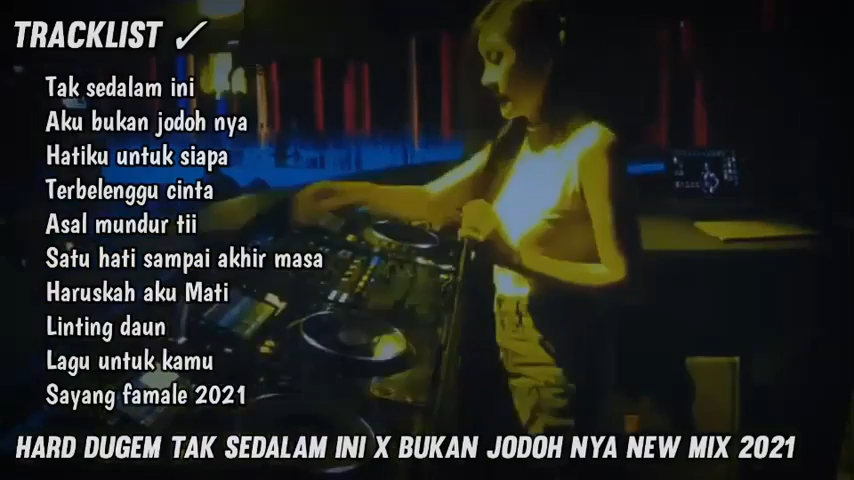 TRACKLIST ✓
Tak sedalam ini
Aku bukan jodoh nya
Hatiku untuk siapa
Terbelenggu cinta
Asal mundur tii
Satu hati sampai akhir masa
Haruskah aku Mati
Linting daun
Lagu untuk kamu
Sayang famale 2021
HARD DUGEM TAK SEDALAM INI X BUKAN JODOH NYA NEW MIX 2021